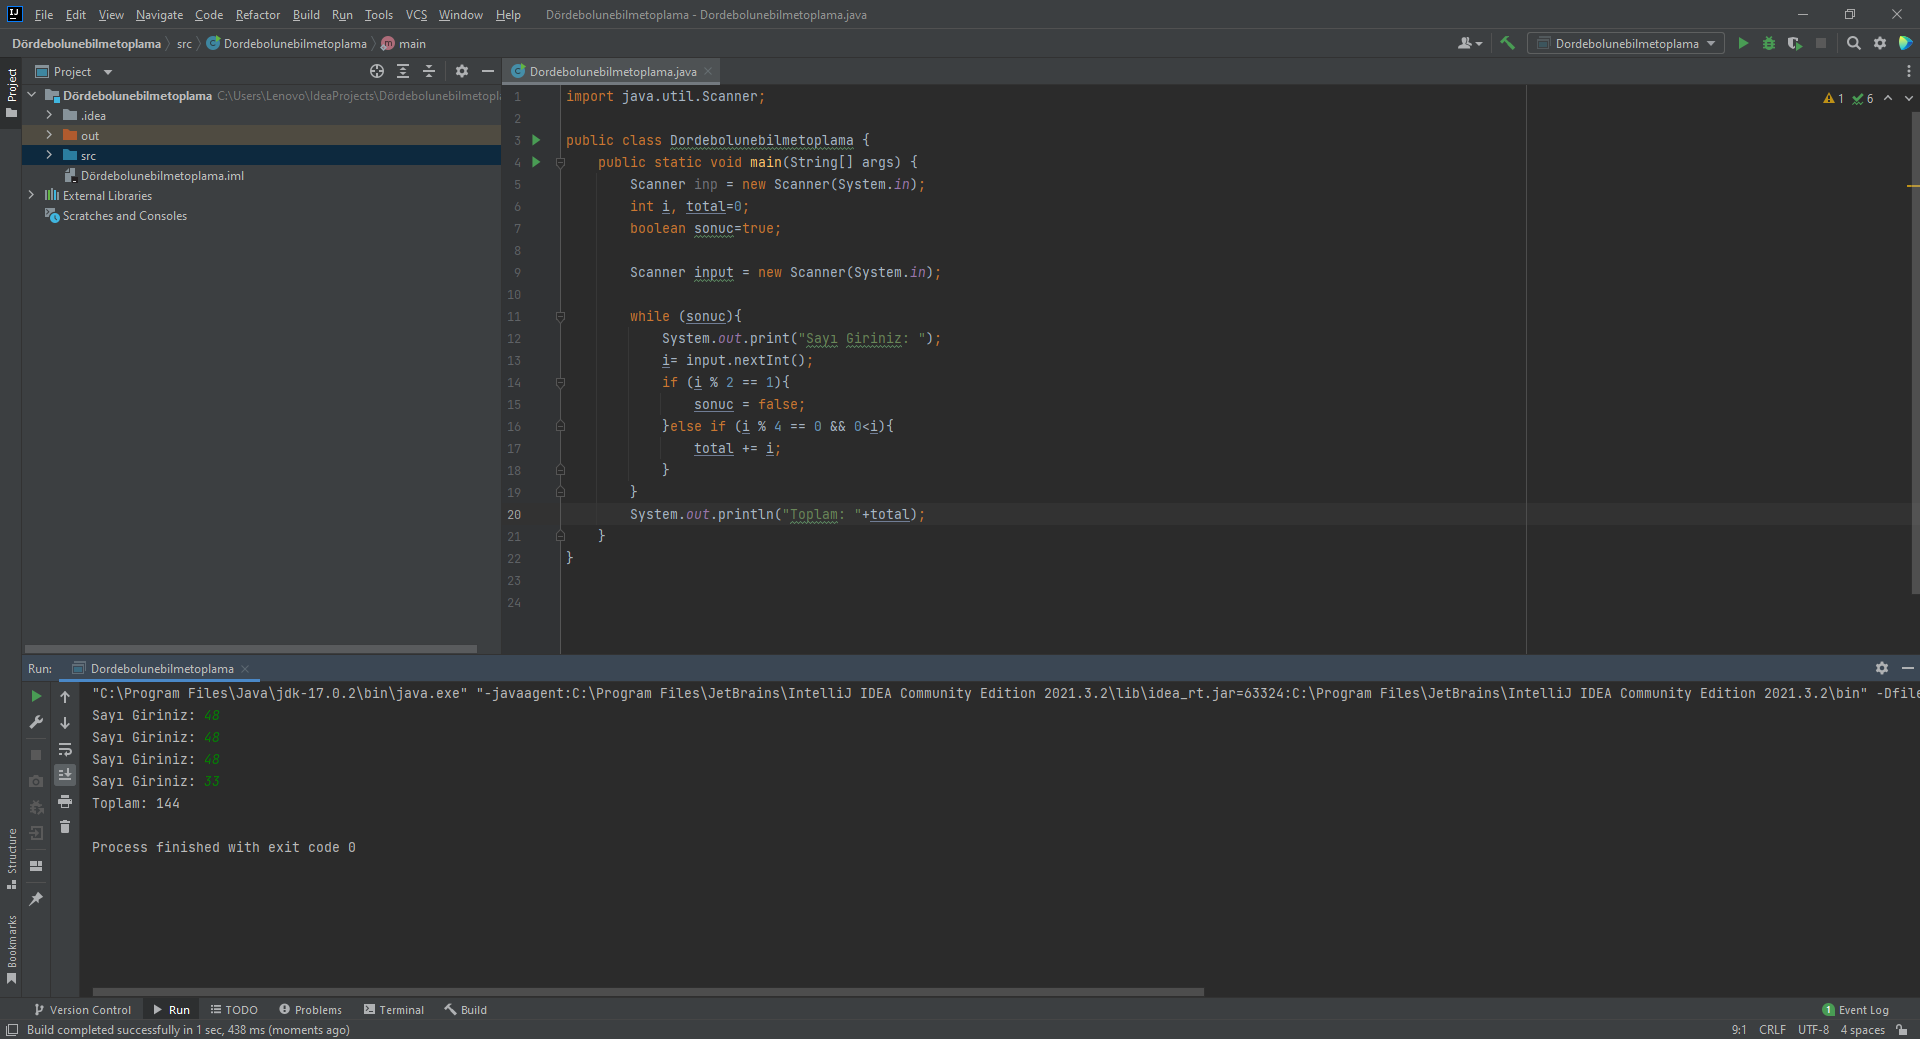 File Edit View Navigate Code Refactor Build Run Tools VCS Window Help Dördebolunebilmetoplama - Dordebolunebilmetoplama.java
Dördebolunebilmetoplama src Dordebolunebilmetoplama main Dordebolunebilmetoplama
Project
Project
Dordebolunebilmetoplama.java
Dördebolunebilmetoplama C:\Users\Lenovo\IdeaProjects\Dördebolunebilmetopl
.idea
out
src
Dördebolunebilmetoplama.iml
External Libraries
Scratches and Consoles
1 6
1 import java.util.Scanner;
2
3 public class Dordebolunebilmetoplama {
4 public static void main(String[] args) {
5 Scanner inp = new Scanner(System.in);
6 int i, total=0;
7 boolean sonuc=true;
8
9 Scanner input = new Scanner(System.in);
10
11 while (sonuc){
12 System.out.print("Sayı Giriniz: ");
13 i= input.nextInt();
14 if (i % 2 == 1){
15 sonuc = false;
16 }else if (i % 4 == 0 && 0<i){
17 total += i;
18 }
19 }
20 System.out.println("Toplam: "+total);
21 }
22 }
23
24
Run: Dordebolunebilmetoplama
"C:\Program Files\Java\jdk-17.0.2\bin\java.exe" "-javaagent:C:\Program Files\JetBrains\IntelliJ IDEA Community Edition 2021.3.2\lib\idea_rt.jar=63324:C:\Program Files\JetBrains\IntelliJ IDEA Community Edition 2021.3.2\bin" -Dfile
Sayı Giriniz: 48
Sayı Giriniz: 48
Sayı Giriniz: 48
Sayı Giriniz: 33
Toplam: 144
Process finished with exit code 0
Structure
Bookmarks
Version Control Run TODO Problems Terminal Build 1 Event Log
Build completed successfully in 1 sec, 438 ms (moments ago) 9:1 CRLF UTF-8 4 spaces